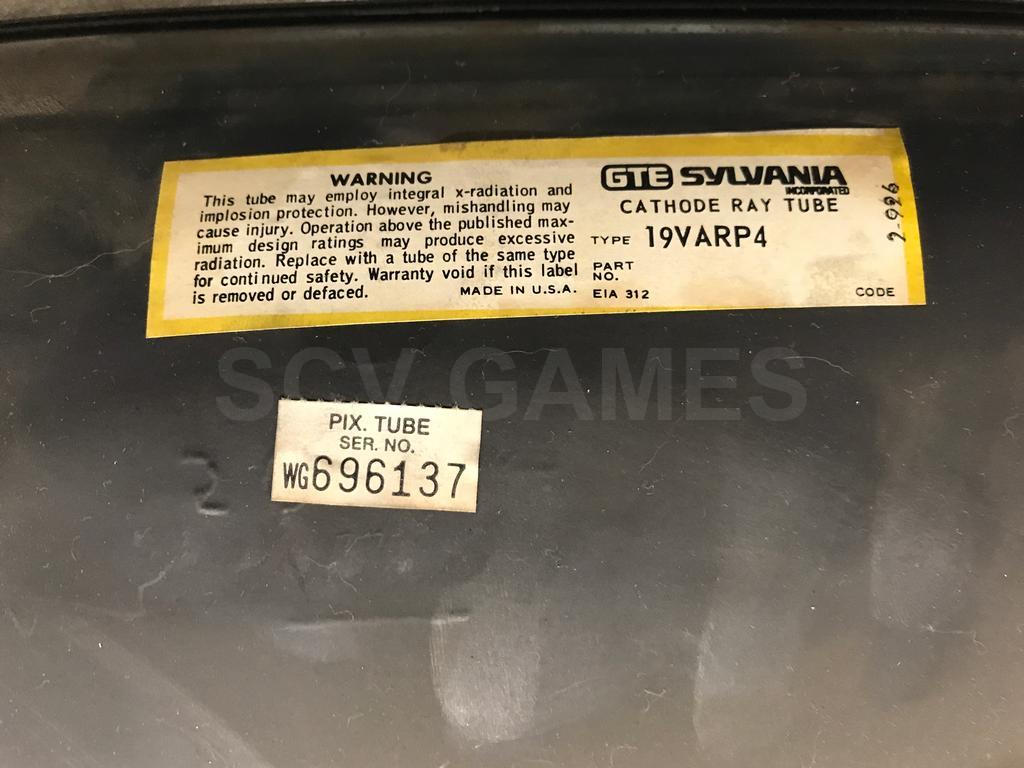 WARNING
This tube may employ integral x-radiation and
implosion protection. However, mishandling may
cause injury. Operation above the published max-
imum design ratings may produce excessive
radiation. Replace with a tube of the same type
for continued safety. Warranty void if this label
is removed or defaced.
MADE IN U.S.A.
GTE SYLVANIA
INCORPORATED
CATHODE RAY TUBE
TYPE 19VARP4
PART
NO.
EIA 312
CODE
SCV GAMES
PIX. TUBE
SER. NO.
WG696137